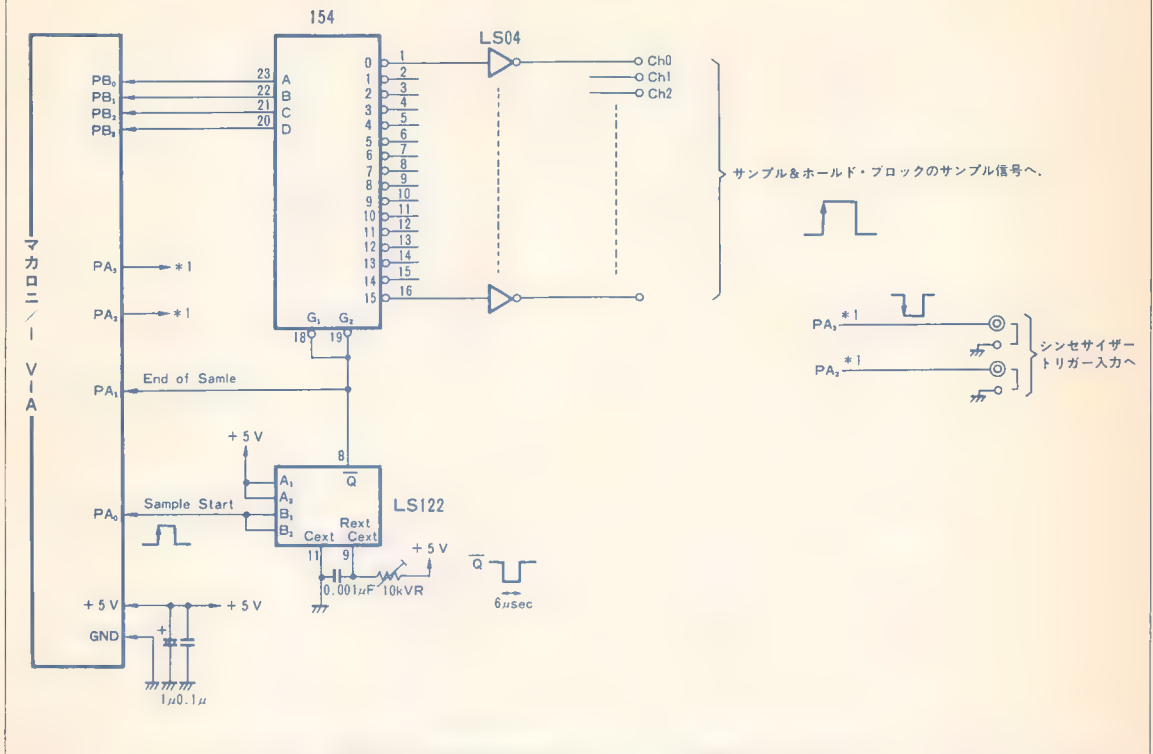 154
LS04
PB₀
PB₁
PB₂
PB₃
23
22
21
20
A
B
C
D
0
1
2
3
4
5
6
7
8
9
10
11
12
13
14
15
1
2
3
4
5
6
7
8
9
10
11
12
13
14
15
16
Ch0
Ch1
Ch2
サンプル&ホールド・ブロックのサンプル信号へ.
マカロニ/I VIA
PA₃ *1
PA₂ *1
G₁ G₂
18 19
PA₁ End of Samle
PA₃ *1
PA₂ *1
シンセサイザー
トリガー入力へ
+5V
8
Q
A₁
A₂
B₁
B₂
LS122
PA₀ Sample Start
Rext
Cext Cext
11 9
+5V
0.001μF 10kVR
Q
6μsec
+5V +5V
GND
+
1μ0.1μ